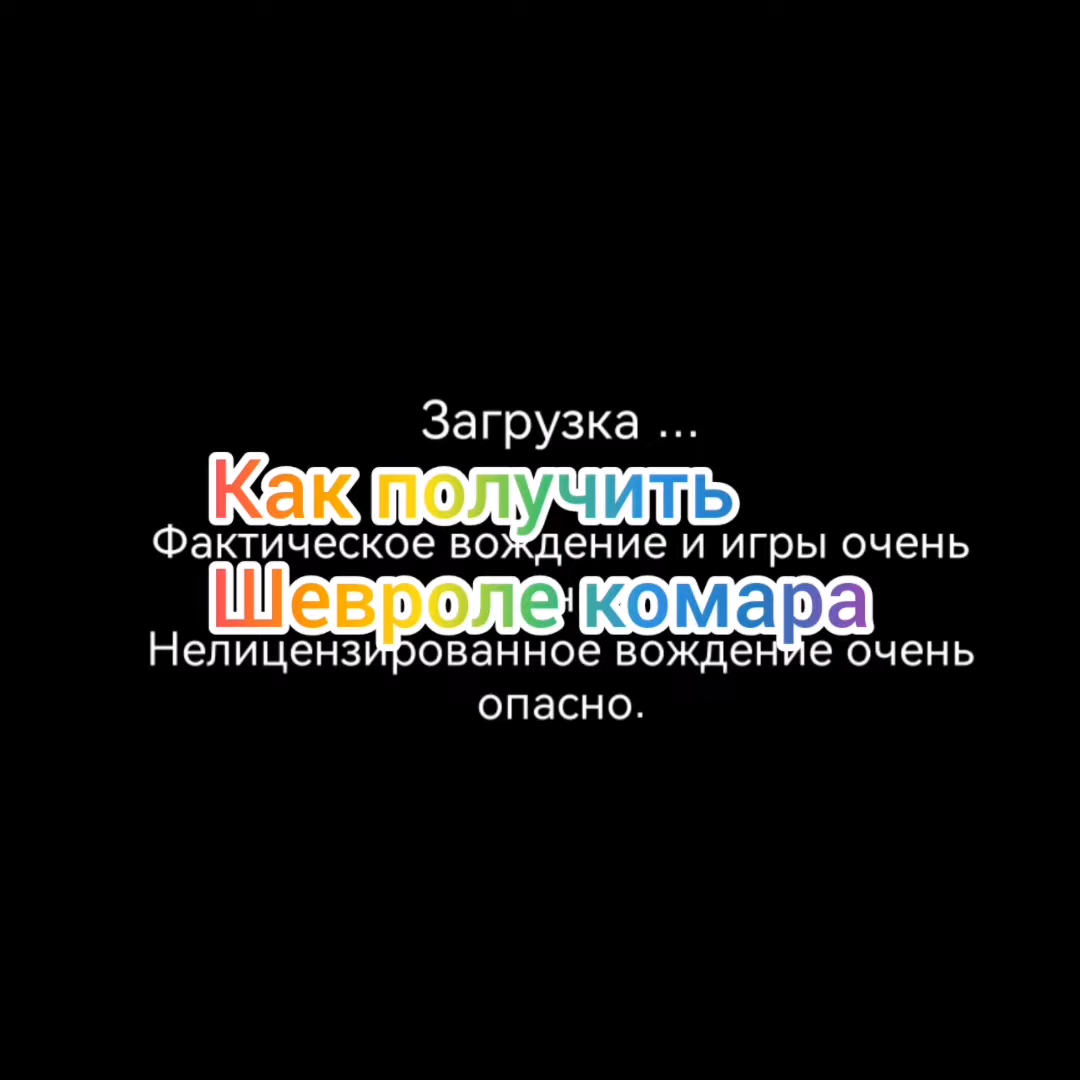 Загрузка ...
Как получить
Фактическое вождение и игры очень
Шевроле комара
Нелицензированное вождение очень
опасно.